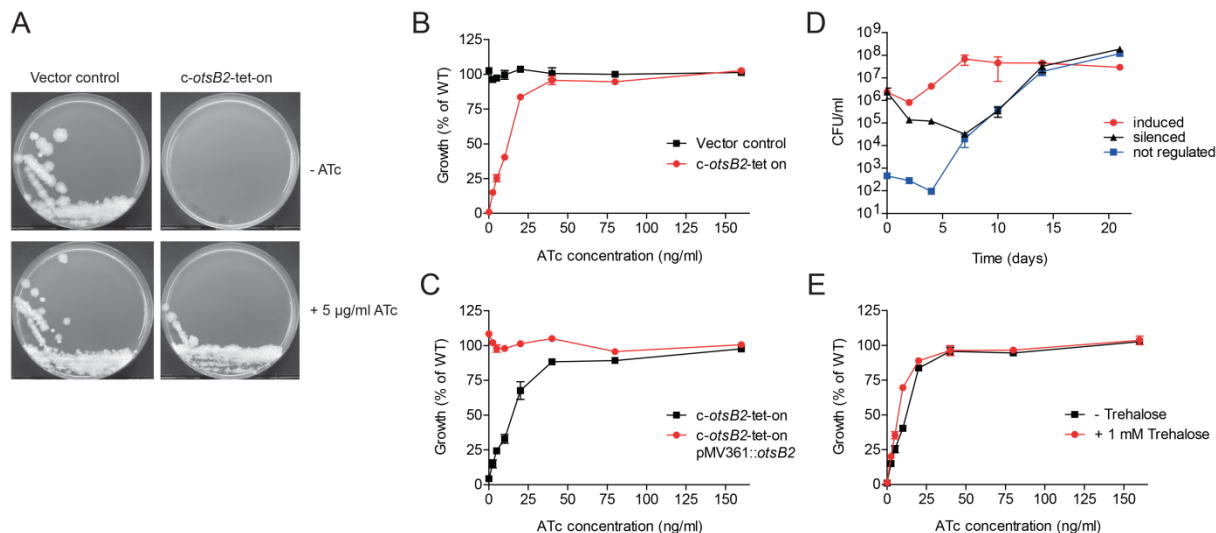 A
Vector control
c-otsB2-tet-on
- ATc
+ 5 µg/ml ATc
B
Growth (% of WT)
125
100
75
50
25
0
0 25 50 75 100 125 150
ATc concentration (ng/ml)
Vector control
c-otsB2-tet on
C
Growth (% of WT)
125
100
75
50
25
0
0 25 50 75 100 125 150
ATc concentration (ng/ml)
c-otsB2-tet-on
c-otsB2-tet-on
pMV361::otsB2
D
CFU/ml
10⁹
10⁸
10⁷
10⁶
10⁵
10⁴
10³
10²
10¹
0 5 10 15 20
Time (days)
induced
silenced
not regulated
E
Growth (% of WT)
125
100
75
50
25
0
0 25 50 75 100 125 150
ATc concentration (ng/ml)
- Trehalose
+ 1 mM Trehalose